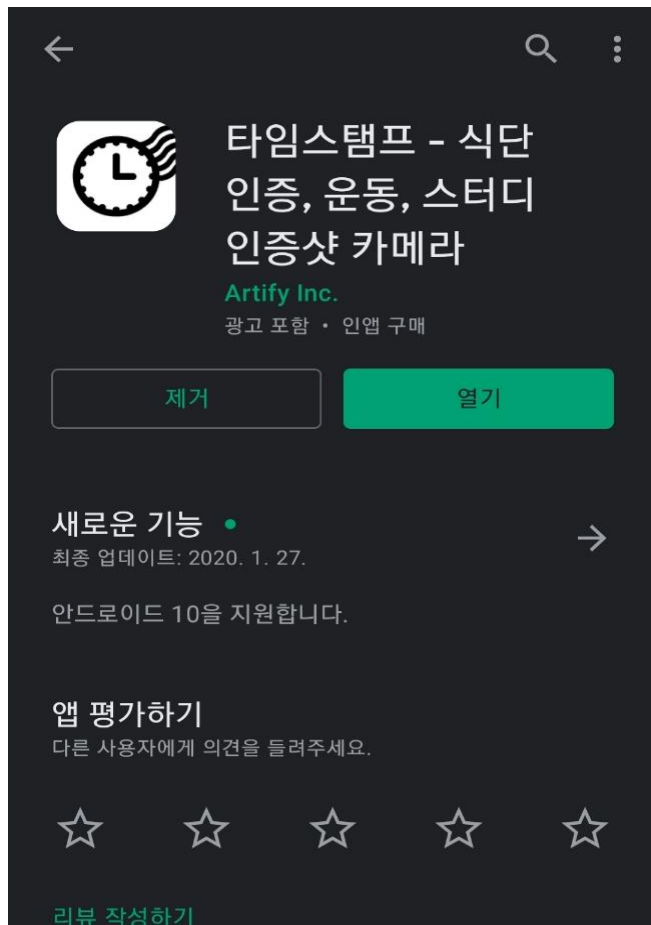 타임스탬프 - 식단
인증, 운동, 스터디
인증샷 카메라
Artify Inc.
광고 포함 • 인앱 구매
제거
열기
새로운 기능 •
최종 업데이트: 2020. 1. 27.
안드로이드 10을 지원합니다.
앱 평가하기
다른 사용자에게 의견을 들려주세요.
리뷰 작성하기